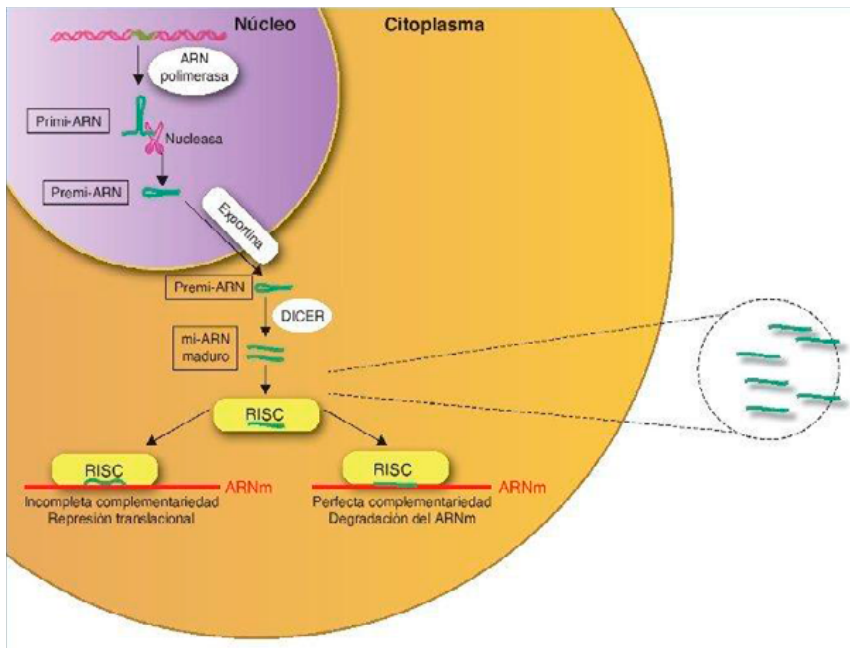 Núcleo
Citoplasma
ARN
polimerasa
Primi-ARN
Nucleasa
Premi-ARN
Exportina
Premi-ARN
DICER
mi-ARN
maduro
RISC
RISC
ARNm
Incompleta complementariedad
Represión translacional
RISC
ARNm
Perfecta complementariedad
Degradación del ARNm